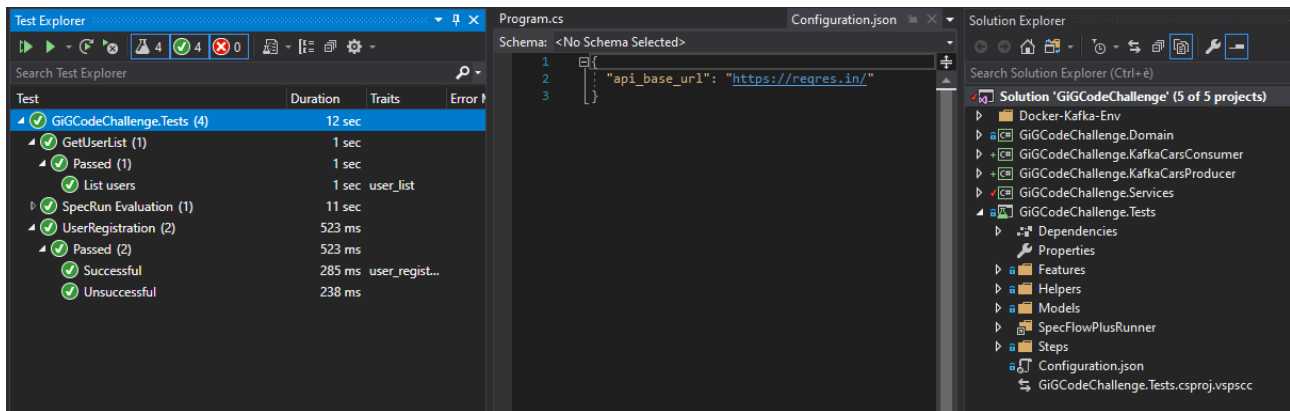 Test Explorer
4 4 0
Search Test Explorer
Test Duration Traits Error M
GiGCodeChallenge.Tests (4) 12 sec
GetUserList (1) 1 sec
Passed (1) 1 sec
List users 1 sec user_list
SpecRun Evaluation (1) 11 sec
UserRegistration (2) 523 ms
Passed (2) 523 ms
Successful 285 ms user_regist...
Unsuccessful 238 ms
Program.cs Configuration.json
Schema: <No Schema Selected>
1 {
2 "api_base_url": "https://reqres.in/"
3 }
Solution Explorer
Search Solution Explorer (Ctrl+è)
Solution 'GiGCodeChallenge' (5 of 5 projects)
Docker-Kafka-Env
GiGCodeChallenge.Domain
GiGCodeChallenge.KafkaCarsConsumer
GiGCodeChallenge.KafkaCarsProducer
GiGCodeChallenge.Services
GiGCodeChallenge.Tests
Dependencies
Properties
Features
Helpers
Models
SpecFlowPlusRunner
Steps
Configuration.json
GiGCodeChallenge.Tests.csproj.vspscc